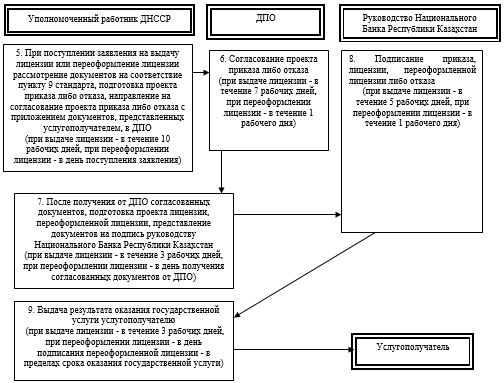 Уполномоченый работник ДНССР
ДПО
Руководство Национального
Банка Республики Казахстан
5. При поступлении заявления на выдачу
лицензии или переоформление лицензии
рассмотрение документов на соответствие
пункту 9 стандарта, подготовка проекта
приказа либо отказа, направление на
согласование проекта приказа либо отказа с
приложением документов, представленных
услугополучателем, в ДПО
(при выдаче лицензии - в течение 10
рабочих дней, при переоформлении
лицензии - в день поступления заявления)
6. Согласование проекта
приказа либо отказа
(при выдаче лицензии - в
течение 7 рабочих дней,
при переоформлении
лицензии - в течение 1
рабочего дня)
8. Подписание приказа,
лицензии, переоформленной
лицензии либо отказа
(при выдаче лицензии - в
течение 5 рабочих дней, при
переоформлении лицензии - в
течение 1 рабочего дня)
7. После получения от ДПО согласованных
документов, подготовка проекта лицензии,
переоформленной лицензии, представление
документов на подпись руководству
Национального Банка Республики Казахстан
(при выдаче лицензии - в течение 3 рабочих дней,
при переоформлении лицензии - в день получения
согласованных документов от ДПО)
9. Выдача результата оказания государственной
услуги услугополучателю
(при выдаче лицензии - в течение 3 рабочих дней,
при переоформлении лицензии - в день
подписания переоформленной лицензии - в
пределах срока оказания государственной услуги)
Услугополучатель